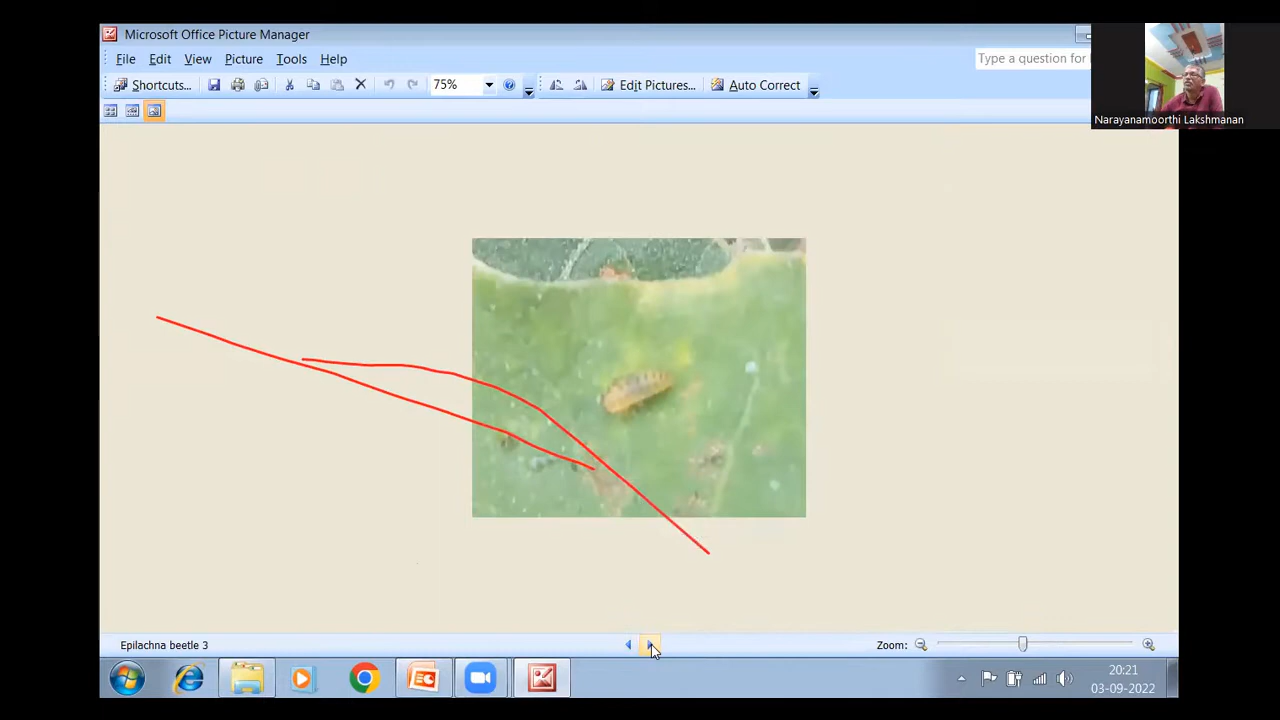 Microsoft Office Picture Manager
File Edit View Picture Tools Help
Type a question for
Shortcuts... 75% Edit Pictures... Auto Correct
Narayanamoorthi Lakshmanan
Epilachna beetle 3
Zoom:
20:21
03-09-2022